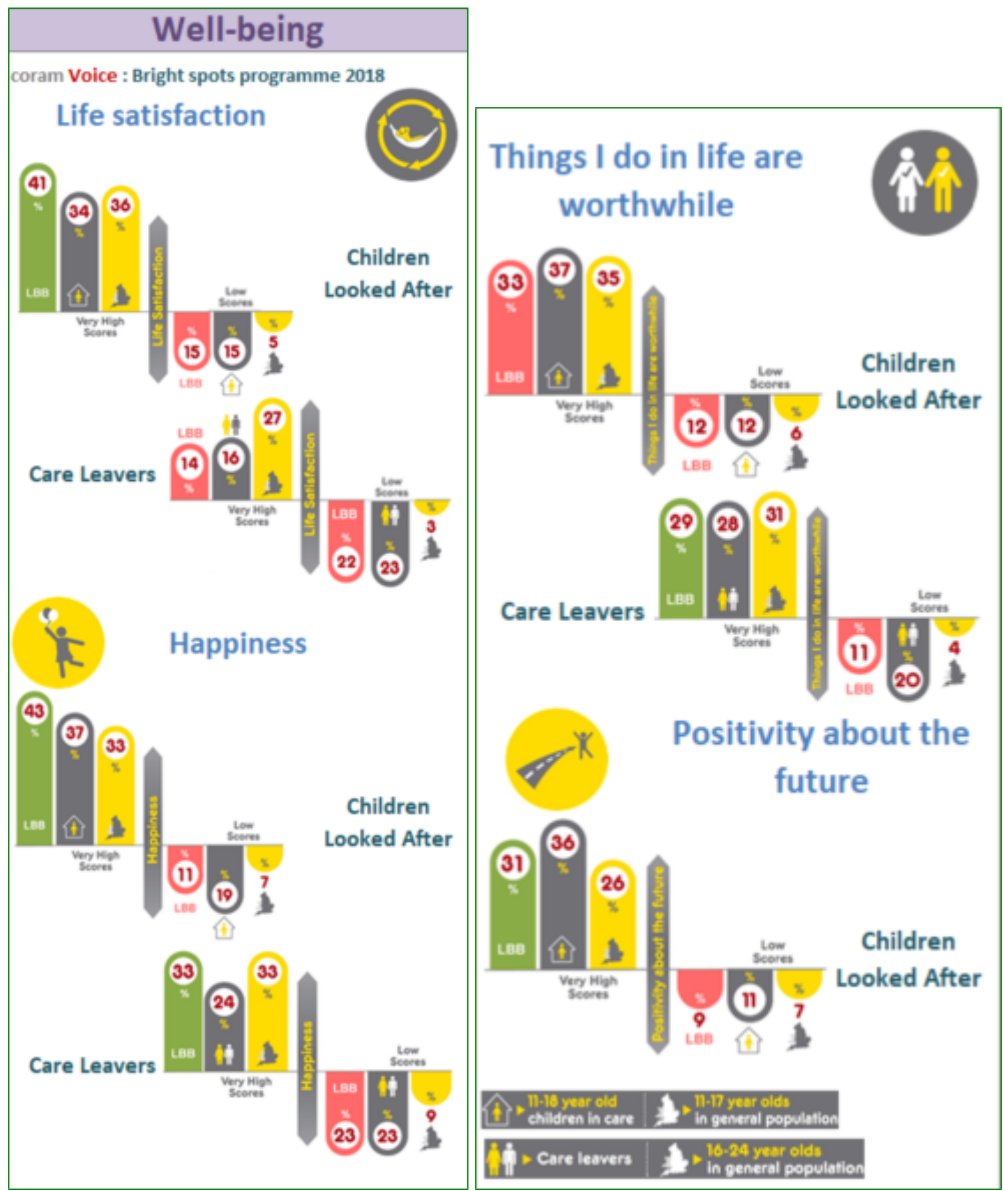 Well-being
coram Voice : Bright spots programme 2018
Life satisfaction
41 34 36
% % %
LBB
Very High
Scores
Life Satisfaction
Low
Scores
% % %
15 15 5
LBB
Children
Looked After
Care Leavers
LBB
14 16 27
% % %
Very High
Scores
Life Satisfaction
Low
Scores
LBB
% % %
22 23 3
Happiness
43 37 33
% % %
LBB
Very High
Scores
Happiness
Low
Scores
% % %
11 19 7
LBB
Children
Looked After
Care Leavers
33 24 33
% % %
LBB
Very High
Scores
Happiness
Low
Scores
LBB
% % %
23 23 9
Things I do in life are
worthwhile
33 37 35
% % %
LBB
Very High
Scores
Things I do in life are worthwhile
Low
Scores
% % %
12 12 6
LBB
Children
Looked After
Care Leavers
29 28 31
% % %
LBB
Very High
Scores
Things I do in life are worthwhile
Low
Scores
% % %
11 20 4
LBB
Positivity about the
future
31 36 26
% % %
LBB
Very High
Scores
Positivity about the future
Low
Scores
% % %
9 11 7
LBB
Children
Looked After
11-18 year old
children in care
11-17 year olds
in general population
Care leavers
16-24 year olds
in general population